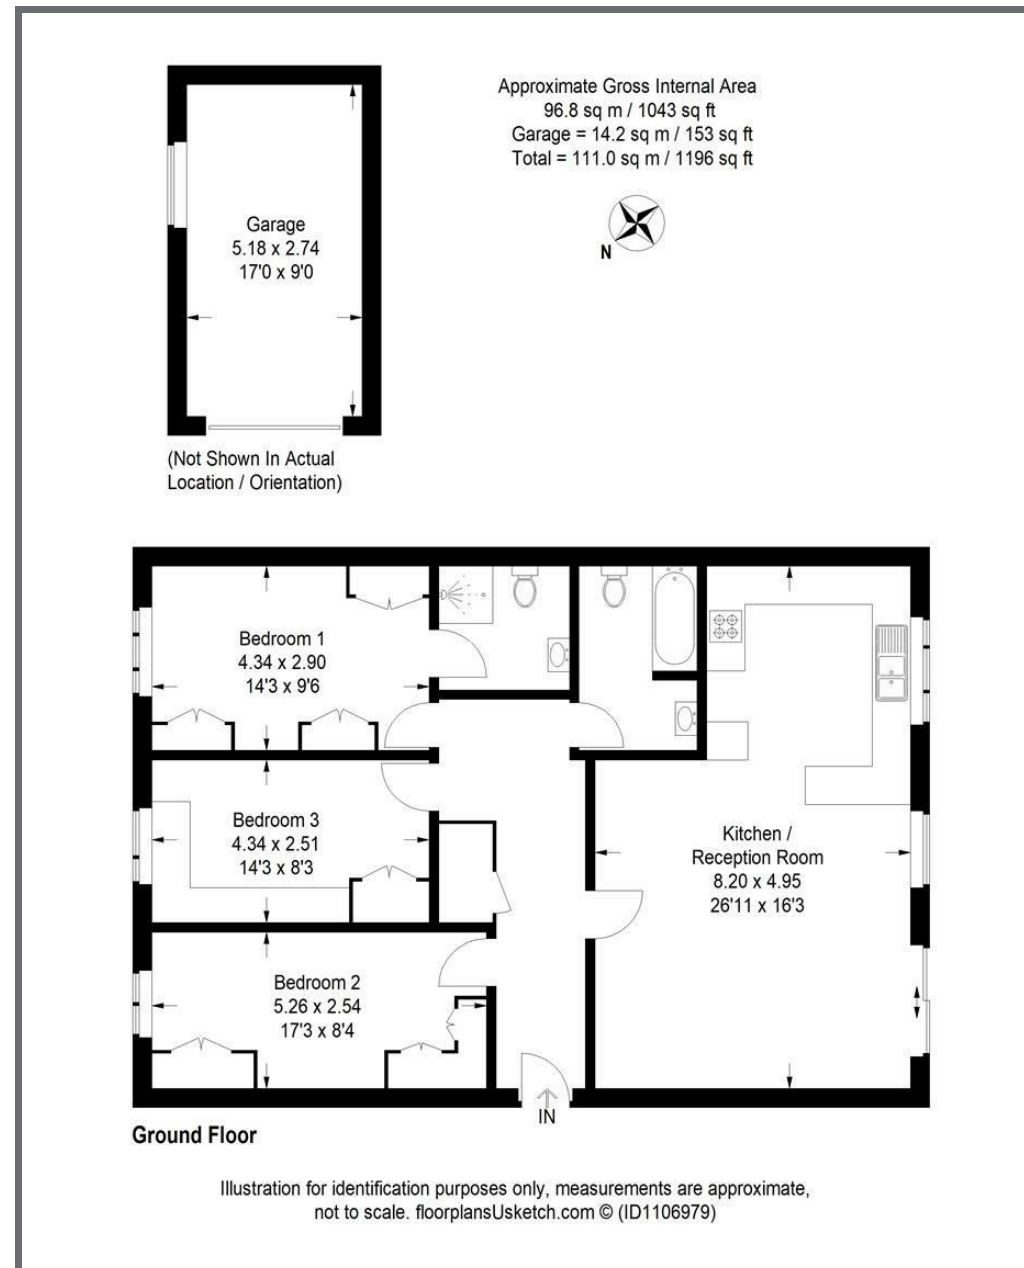 Approximate Gross Internal Area
96.8 sq m / 1043 sq ft
Garage = 14.2 sq m / 153 sq ft
Total = 111.0 sq m / 1196 sq ft
N
Garage
5.18 x 2.74
17'0 x 9'0
(Not Shown In Actual
Location / Orientation)
Bedroom 1
4.34 x 2.90
14'3 x 9'6
Bedroom 3
4.34 x 2.51
14'3 x 8'3
Kitchen /
Reception Room
8.20 x 4.95
26'11 x 16'3
Bedroom 2
5.26 x 2.54
17'3 x 8'4
IN
Ground Floor
Illustration for identification purposes only, measurements are approximate,
not to scale. floorplansUsketch.com © (ID1106979)